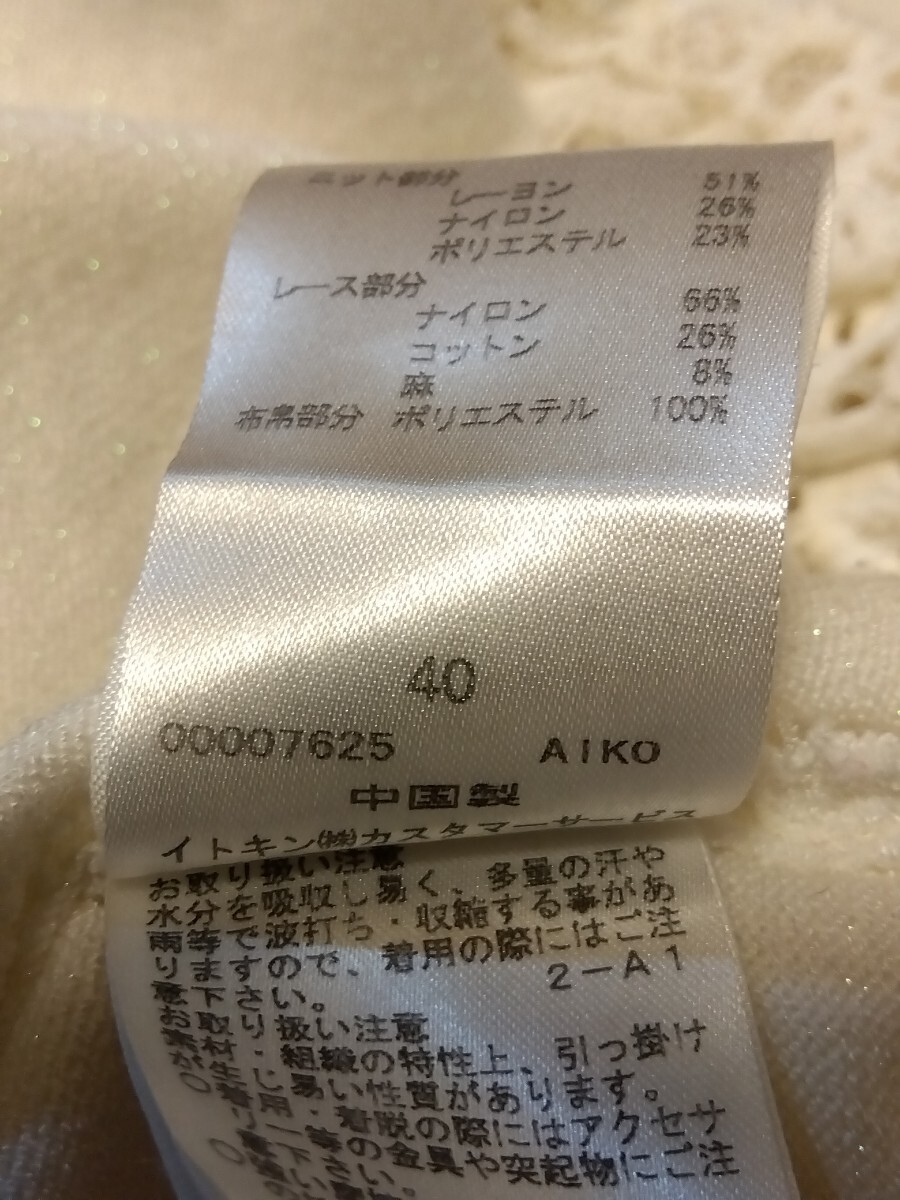 ニット部分
レーヨン 51%
ナイロン 26%
ポリエステル 23%
レース部分
ナイロン 66%
コットン 26%
麻 8%
布帛部分 ポリエステル 100%
40
00007625 AIKO
中国製
イトキン㈱カスタマーサービス
お取り扱い注意
水分を吸収し易く、多量の汗や
雨等で波打ち・収縮する事があ
りますので、着用の際にはご注
意下さい。 2-A1
お取り扱い注意
素材・組織の特性上、引っ掛け
が生じ易い性質があります。
○着用・着脱の際にはアクセサ
リー等の金具や突起物にご注
意下さい。